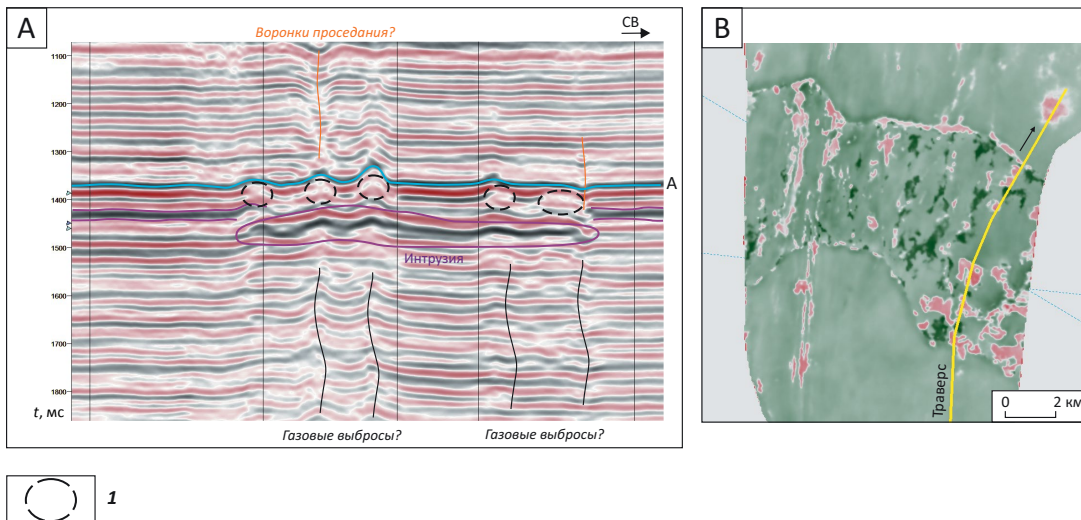 A
B
Воронки проседания?
СВ
1100
1200
1300
A
1400
1500
Интрузия
1600
1700
1800
t, мс
Траверс
0 2 км
Газовые выбросы? Газовые выбросы?
1